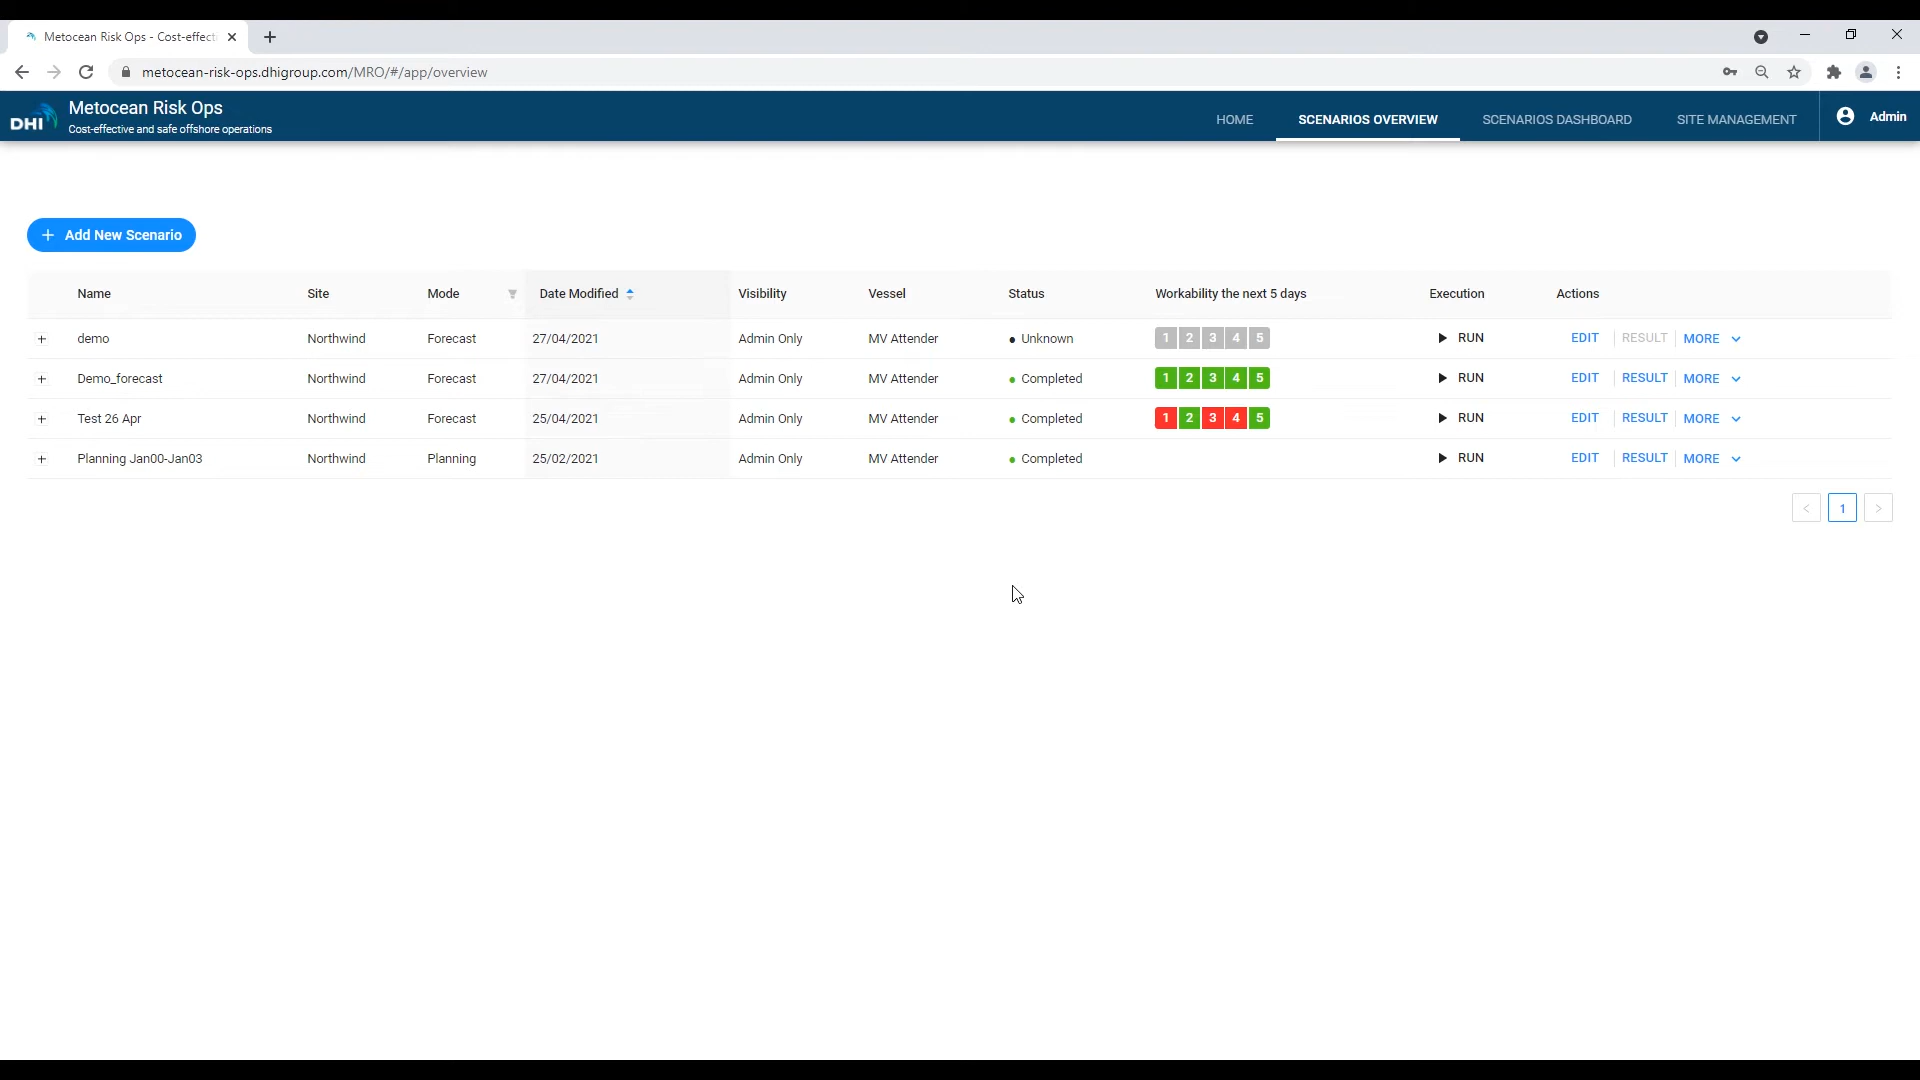 Metocean Risk Ops - Cost-effecti
metocean-risk-ops.dhigroup.com/MRO/#/app/overview
DHI
Metocean Risk Ops
Cost-effective and safe offshore operations
HOME SCENARIOS OVERVIEW SCENARIOS DASHBOARD SITE MANAGEMENT Admin
+ Add New Scenario
Name Site Mode Date Modified Visibility Vessel Status Workability the next 5 days Execution Actions
+ demo Northwind Forecast 27/04/2021 Admin Only MV Attender Unknown 1 2 3 4 5 RUN EDIT RESULT MORE
+ Demo_forecast Northwind Forecast 27/04/2021 Admin Only MV Attender Completed 1 2 3 4 5 RUN EDIT RESULT MORE
+ Test 26 Apr Northwind Forecast 25/04/2021 Admin Only MV Attender Completed 1 2 3 4 5 RUN EDIT RESULT MORE
+ Planning Jan00-Jan03 Northwind Planning 25/02/2021 Admin Only MV Attender Completed RUN EDIT RESULT MORE
< 1 >